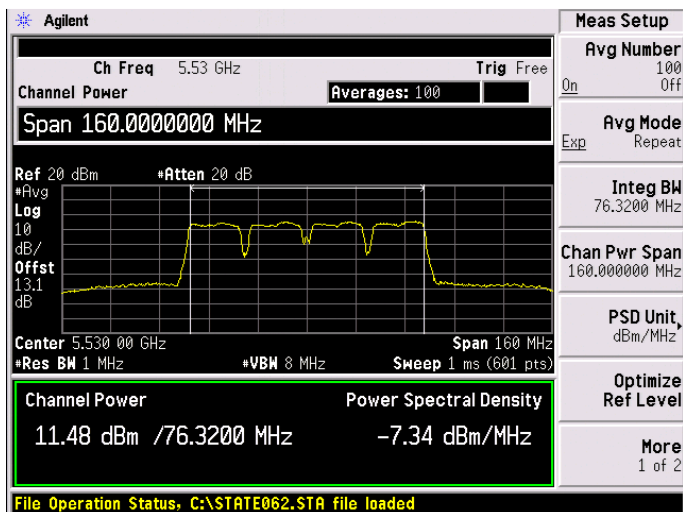 Agilent
Meas Setup
Ch Freq 5.53 GHz Trig Free
Channel Power Averages: 100
Span 160.0000000 MHz
Ref 20 dBm #Atten 20 dB
#Avg
Log
10
dB/
Offst
13.1
dB
Center 5.530 00 GHz Span 160 MHz
#Res BW 1 MHz #VBW 8 MHz Sweep 1 ms (601 pts)
Channel Power Power Spectral Density
11.48 dBm /76.3200 MHz -7.34 dBm/MHz
File Operation Status, C:\STATE062.STA file loaded
Avg Number
100
On Off
Avg Mode
Exp Repeat
Integ BW
76.3200 MHz
Chan Pwr Span
160.000000 MHz
PSD Unit
dBm/MHz
Optimize
Ref Level
More
1 of 2